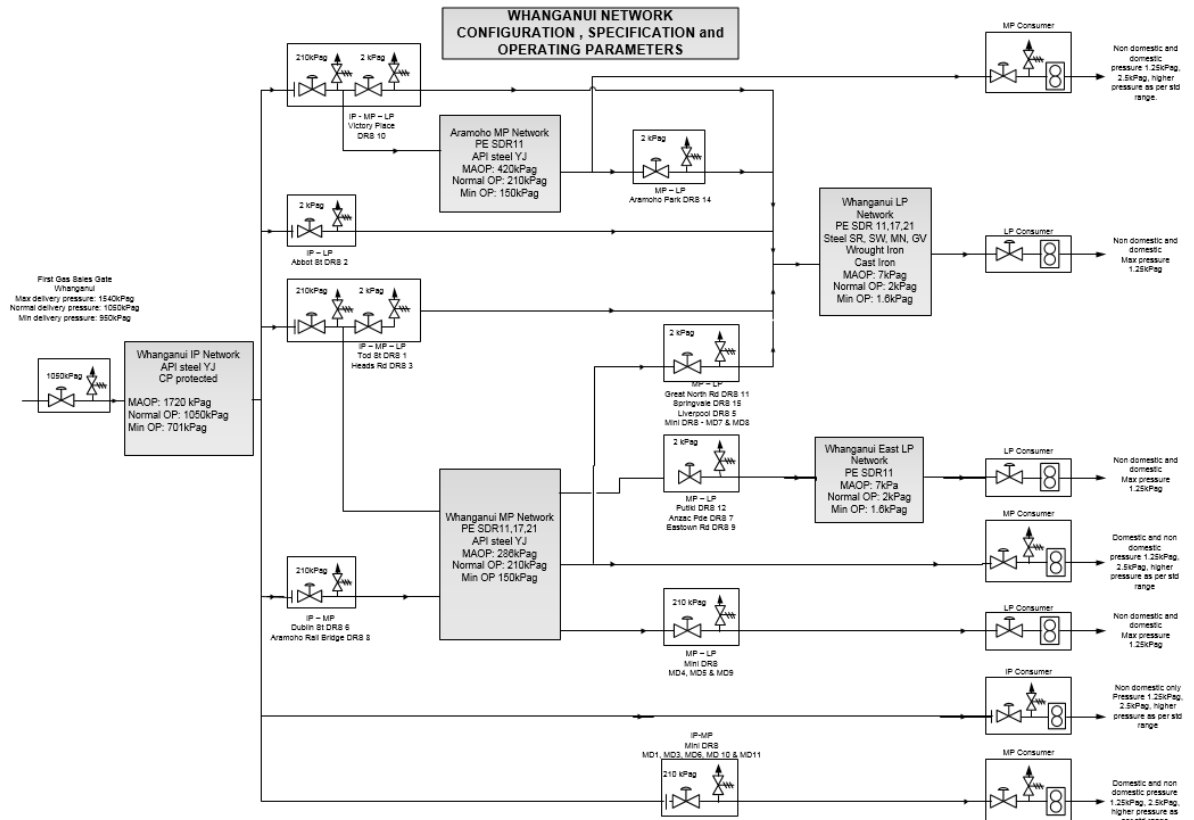 WHANGANUI NETWORK
CONFIGURATION , SPECIFICATION and
OPERATING PARAMETERS
210kPag
2 kPag
IP - MP – LP
Victory Place
DRS 10
Aramoho MP Network
PE SDR11
API steel YJ
MAOP: 420kPag
Normal OP: 210kPag
Min OP: 150kPag
2 kPag
MP – LP
Aramoho Park DRS 14
MP Consumer
Non domestic and
domestic
pressure 1.25kPag,
2.5kPag, higher
pressure as per std
range.
2 kPag
IP – LP
Abbot St DRS 2
Whanganui LP
Network
PE SDR 11,17,21
Steel SR, SW, MN, GV
Wrought Iron
Cast Iron
MAOP: 7kPag
Normal OP: 2kPag
Min OP: 1.6kPag
LP Consumer
Non domestic and
domestic
Max pressure
1.25kPag
First Gas Sales Gate
Whanganui
Max delivery pressure: 1540kPag
Normal delivery pressure: 1050kPag
Min delivery pressure: 950kPag
1050kPag
Whanganui IP Network
API steel YJ
CP protected
MAOP: 1720 kPag
Normal OP: 1050kPag
Min OP: 701kPag
210kPag
2 kPag
IP – MP – LP
Tod St DRS 1
Heads Rd DRS 3
2 kPag
MP – LP
Great North Rd DRS 11
Springvale DRS 15
Liverpool DRS 5
Mini DRS - MD7 & MD8
2 kPag
MP – LP
Putiki DRS 12
Anzac Pde DRS 7
Eastown Rd DRS 9
Whanganui East LP
Network
PE SDR11
MAOP: 7kPa
Normal OP: 2kPag
Min OP: 1.6kPag
LP Consumer
Non domestic and
domestic
Max pressure
1.25kPag
Whanganui MP Network
PE SDR11,17,21
API steel YJ
MAOP: 286kPag
Normal OP: 210kPag
Min OP 150kPag
MP Consumer
Domestic and non
domestic
pressure 1.25kPag,
2.5kPag, higher
pressure as per std
range
210kPag
IP – MP
Dublin St DRS 6
Aramoho Rail Bridge DRS 8
210 kPag
MP – LP
Mini DRS
MD4, MD5 & MD9
LP Consumer
Non domestic and
domestic
Max pressure
1.25kPag
IP Consumer
Non domestic only
Pressure 1.25kPag,
2.5kPag, higher
pressure as per std
range
IP-MP
Mini DRS
MD1, MD3, MD6, MD 10 & MD11
210 kPag
MP Consumer
Domestic and non
domestic pressure
1.25kPag, 2.5kPag,
higher pressure as
per std range